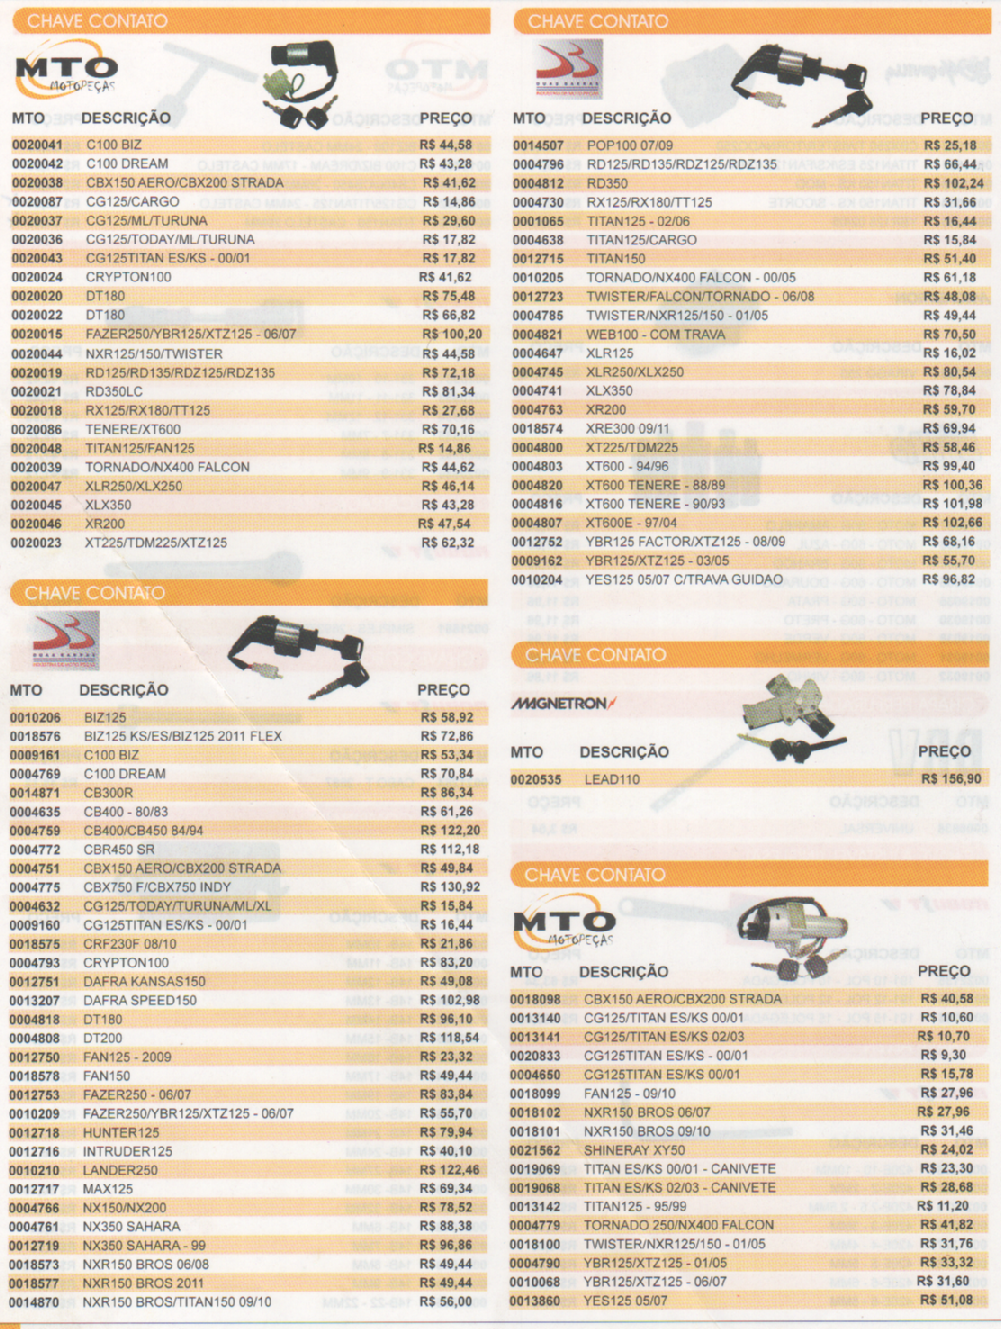 CHAVE CONTATO
MTO
MOTOPEÇAS
MTO DESCRIÇÃO PREÇO
0020041 C100 BIZ R$ 44,58
0020042 C100 DREAM R$ 43,28
0020038 CBX150 AERO/CBX200 STRADA R$ 41,62
0020087 CG125/CARGO R$ 14,86
0020037 CG125/ML/TURUNA R$ 29,60
0020036 CG125/TODAY/ML/TURUNA R$ 17,82
0020043 CG125TITAN ES/KS - 00/01 R$ 17,82
0020024 CRYPTON100 R$ 41,62
0020020 DT180 R$ 75,48
0020022 DT180 R$ 66,82
0020015 FAZER250/YBR125/XTZ125 - 06/07 R$ 100,20
0020044 NXR125/150/TWISTER R$ 44,58
0020019 RD125/RD135/RDZ125/RDZ135 R$ 72,18
0020021 RD350LC R$ 81,34
0020018 RX125/RX180/TT125 R$ 27,68
0020086 TENERE/XT600 R$ 70,16
0020048 TITAN125/FAN125 R$ 14,86
0020039 TORNADO/NX400 FALCON R$ 44,62
0020047 XLR250/XLX250 R$ 46,14
0020045 XLX350 R$ 43,28
0020046 XR200 R$ 47,54
0020023 XT225/TDM225/XTZ125 R$ 62,32
CHAVE CONTATO
DUAS BARRAS
MTO DESCRIÇÃO PREÇO
0010206 BIZ125 R$ 58,92
0018576 BIZ125 KS/ES/BIZ125 2011 FLEX R$ 72,86
0009161 C100 BIZ R$ 53,34
0004769 C100 DREAM R$ 70,84
0014871 CB300R R$ 86,34
0004635 CB400 - 80/83 R$ 61,26
0004759 CB400/CB450 84/94 R$ 122,20
0004772 CBR450 SR R$ 112,18
0004751 CBX150 AERO/CBX200 STRADA R$ 49,84
0004775 CBX750 F/CBX750 INDY R$ 130,92
0004632 CG125/TODAY/TURUNA/ML/XL R$ 15,84
0009160 CG125TITAN ES/KS - 00/01 R$ 16,44
0018575 CRF230F 08/10 R$ 21,86
0004793 CRYPTON100 R$ 83,20
0012751 DAFRA KANSAS150 R$ 49,08
0013207 DAFRA SPEED150 R$ 102,98
0004818 DT180 R$ 96,10
0004808 DT200 R$ 118,54
0012750 FAN125 - 2009 R$ 23,32
0018578 FAN150 R$ 49,44
0012753 FAZER250 - 06/07 R$ 83,84
0010209 FAZER250/YBR125/XTZ125 - 06/07 R$ 55,70
0012718 HUNTER125 R$ 79,94
0012716 INTRUDER125 R$ 40,10
0010210 LANDER250 R$ 122,46
0012717 MAX125 R$ 69,34
0004766 NX150/NX200 R$ 78,52
0004761 NX350 SAHARA R$ 88,38
0012719 NX350 SAHARA - 99 R$ 96,86
0018573 NXR150 BROS 06/08 R$ 49,44
0018577 NXR150 BROS 2011 R$ 49,44
0014870 NXR150 BROS/TITAN150 09/10 R$ 56,00
CHAVE CONTATO
DUAS BARRAS
MTO DESCRIÇÃO PREÇO
0014507 POP100 07/09 R$ 25,18
0004796 RD125/RD135/RDZ125/RDZ135 R$ 66,44
0004812 RD350 R$ 102,24
0004730 RX125/RX180/TT125 R$ 31,66
0001065 TITAN125 - 02/06 R$ 16,44
0004638 TITAN125/CARGO R$ 15,84
0012715 TITAN150 R$ 51,40
0010205 TORNADO/NX400 FALCON - 00/05 R$ 61,18
0012723 TWISTER/FALCON/TORNADO - 06/08 R$ 48,08
0004785 TWISTER/NXR125/150 - 01/05 R$ 49,44
0004821 WEB100 - COM TRAVA R$ 70,50
0004647 XLR125 R$ 16,02
0004745 XLR250/XLX250 R$ 80,54
0004741 XLX350 R$ 78,84
0004763 XR200 R$ 59,70
0018574 XRE300 09/11 R$ 69,94
0004800 XT225/TDM225 R$ 58,46
0004803 XT600 - 94/96 R$ 99,40
0004820 XT600 TENERE - 88/89 R$ 100,36
0004816 XT600 TENERE - 90/93 R$ 101,98
0004807 XT600E - 97/04 R$ 102,66
0012752 YBR125 FACTOR/XTZ125 - 08/09 R$ 68,16
0009162 YBR125/XTZ125 - 03/05 R$ 55,70
0010204 YES125 05/07 C/TRAVA GUIDAO R$ 96,82
CHAVE CONTATO
MAGNETRON
MTO DESCRIÇÃO PREÇO
0020535 LEAD110 R$ 156,90
CHAVE CONTATO
MTO
MOTOPEÇAS
MTO DESCRIÇÃO PREÇO
0018098 CBX150 AERO/CBX200 STRADA R$ 40,58
0013140 CG125/TITAN ES/KS 00/01 R$ 10,60
0013141 CG125/TITAN ES/KS 02/03 R$ 10,70
0020833 CG125TITAN ES/KS - 00/01 R$ 9,30
0004650 CG125TITAN ES/KS 00/01 R$ 15,78
0018099 FAN125 - 09/10 R$ 27,96
0018102 NXR150 BROS 06/07 R$ 27,96
0018101 NXR150 BROS 09/10 R$ 31,46
0021562 SHINERAY XY50 R$ 24,02
0019069 TITAN ES/KS 00/01 - CANIVETE R$ 23,30
0019068 TITAN ES/KS 02/03 - CANIVETE R$ 28,68
0013142 TITAN125 - 95/99 R$ 11,20
0004779 TORNADO 250/NX400 FALCON R$ 41,82
0018100 TWISTER/NXR125/150 - 01/05 R$ 31,76
0004790 YBR125/XTZ125 - 01/05 R$ 33,32
0010068 YBR125/XTZ125 - 06/07 R$ 31,60
0013860 YES125 05/07 R$ 51,08